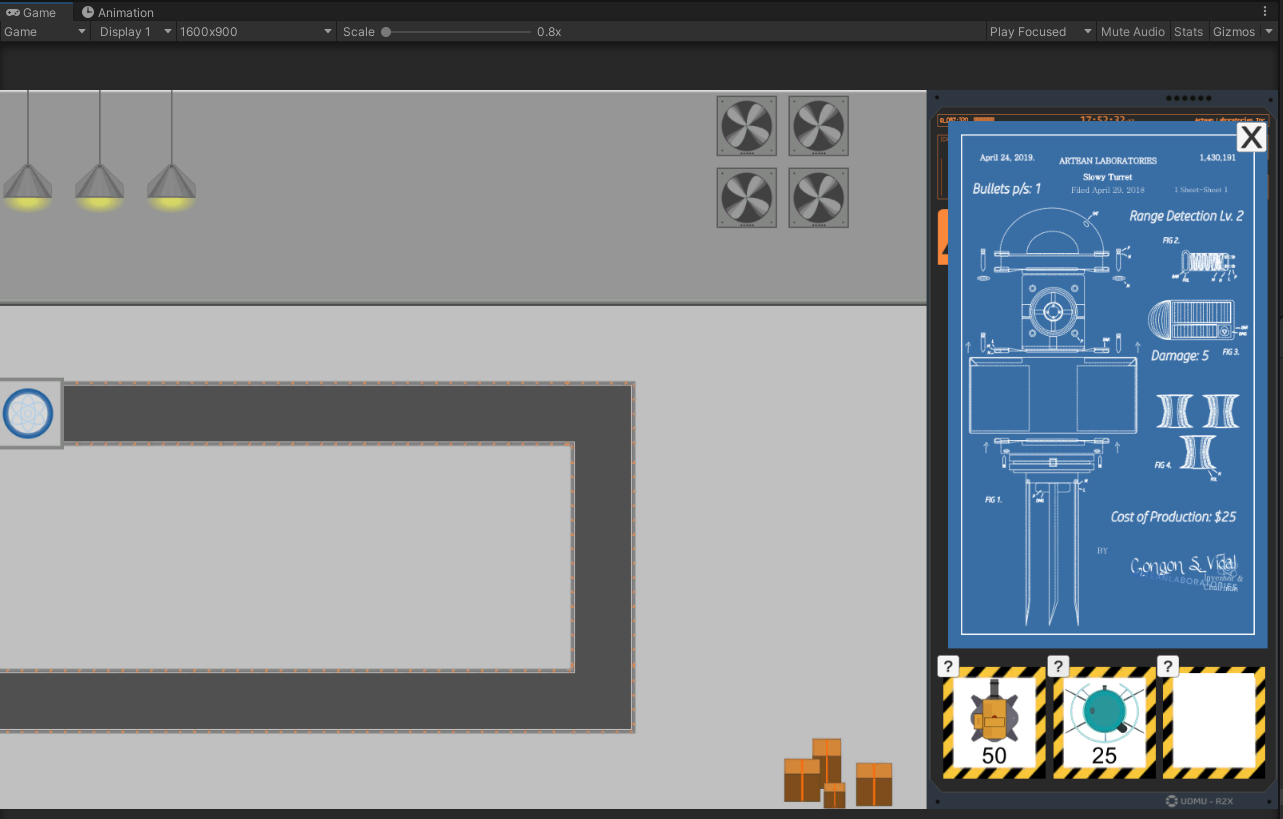 Game
Animation
Game
Display 1
1600x900
Scale
0.8x
Play Focused
Mute Audio
Stats
Gizmos
17:52:32
X
April 24, 2019.
ARTEAN LABORATORIES
1,430,191
Slowy Turret
Bullets p/s: 1
Filed April 29, 2018
1 Sheet-Sheet 1
Range Detection Lv. 2
FIG 2.
Damage: 5
FIG 3.
FIG 4.
FIG 1.
Cost of Production: $25
BY
Gongon S. Vidal
Inventor &
Chairman
?
?
?
50
25
UDMU - R2X